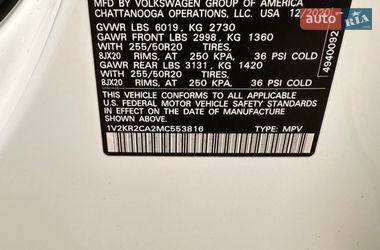 MFD BY VOLKSWAGEN GROUP OF AMERICA
CHATTANOOGA OPERATIONS, LLC. USA 12/2020
GVWR LBS 6019, KG 2730
GAWR FRONT LBS 2998, KG 1360
WITH 255/50R20 TIRES,
8JX20 RIMS, AT 250 KPA, 36 PSI COLD
GAWR REAR LBS 3131, KG 1420
WITH 255/50R20 TIRES,
8JX20 RIMS, AT 250 KPA, 36 PSI COLD
THIS VEHICLE CONFORMS TO ALL APPLICABLE
FEDERAL MOTOR VEHICLE SAFETY STANDARDS
IN EFFECT ON THE DATE OF
MANUFACTURE SHOWN ABOVE.
1V2KR2CA2MC553816 TYPE: MPV
4940092
AUTO
RIA